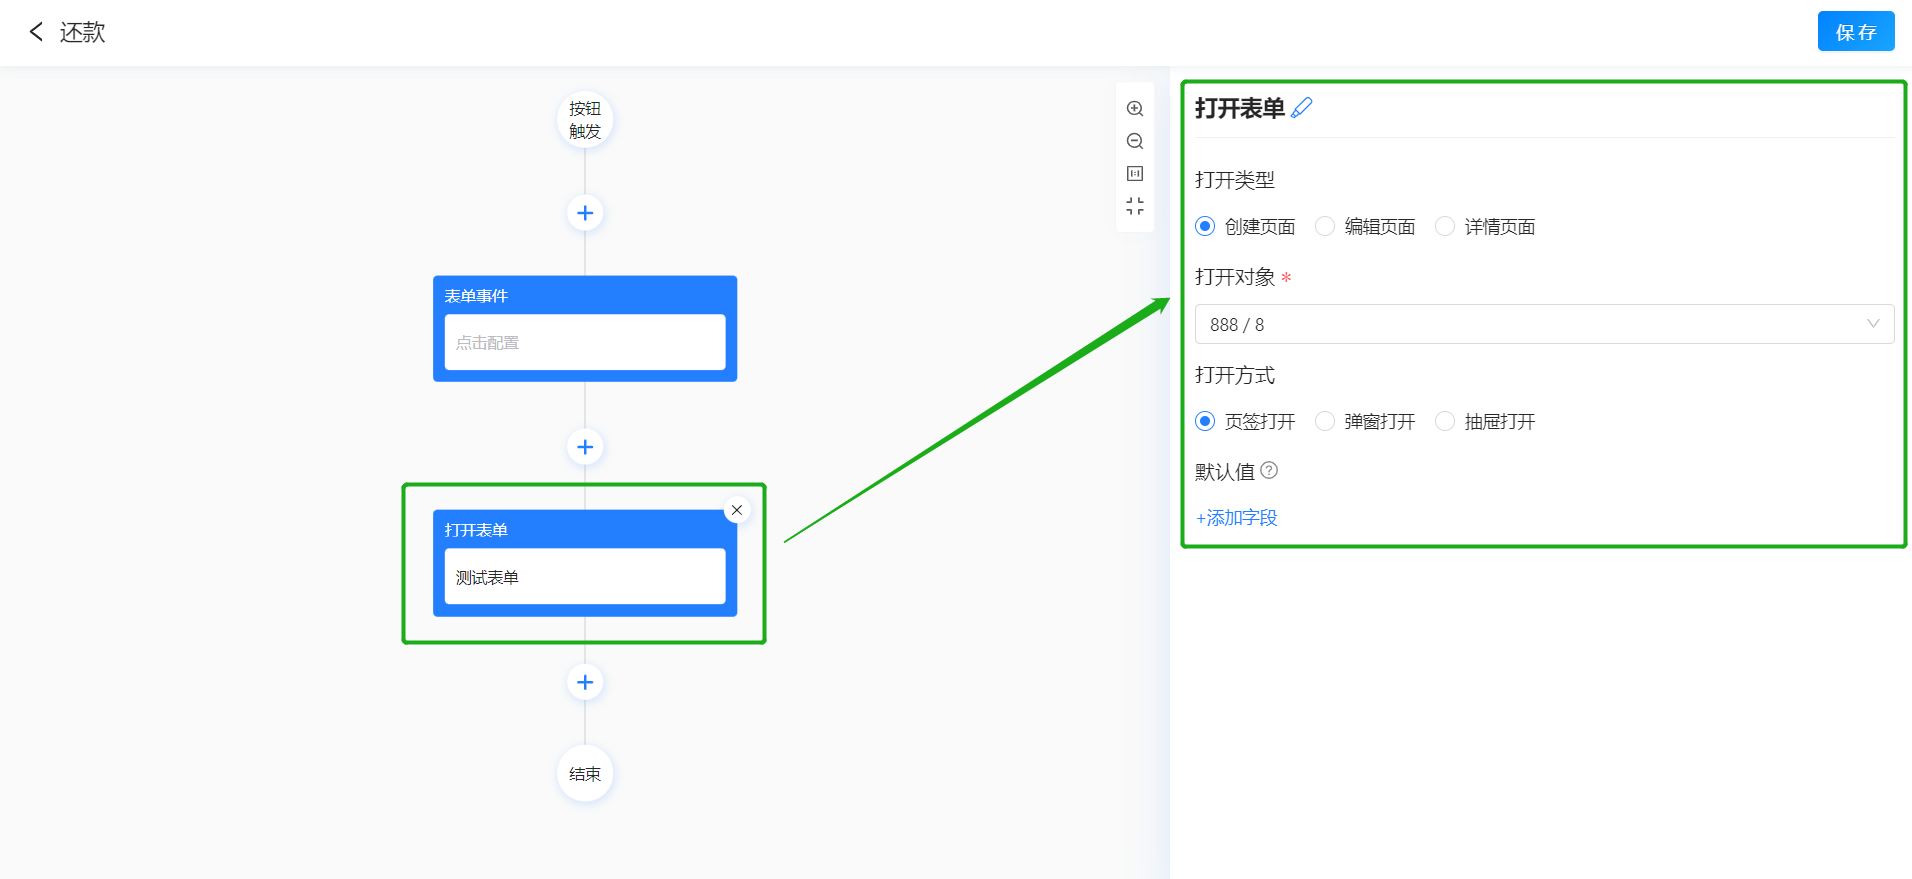 还款
保存
按钮
触发
表单事件
点击配置
打开表单
测试表单
结束
打开表单
打开类型
创建页面 编辑页面 详情页面
打开对象 *
888 / 8
打开方式
页签打开 弹窗打开 抽屉打开
默认值
+添加字段